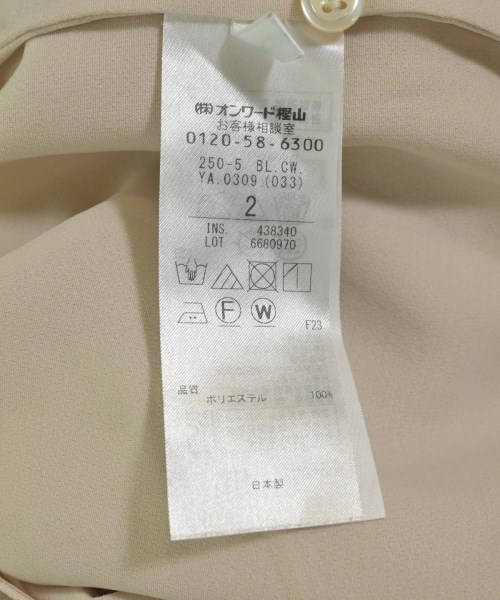 (株)オンワード樫山
お客様相談室
0120-58-6300
250-5 BL.CW.
YA.0309 (033)
2
INS. 438340
LOT 6680970
F W
F23
品質
ポリエステル 100%
日本製